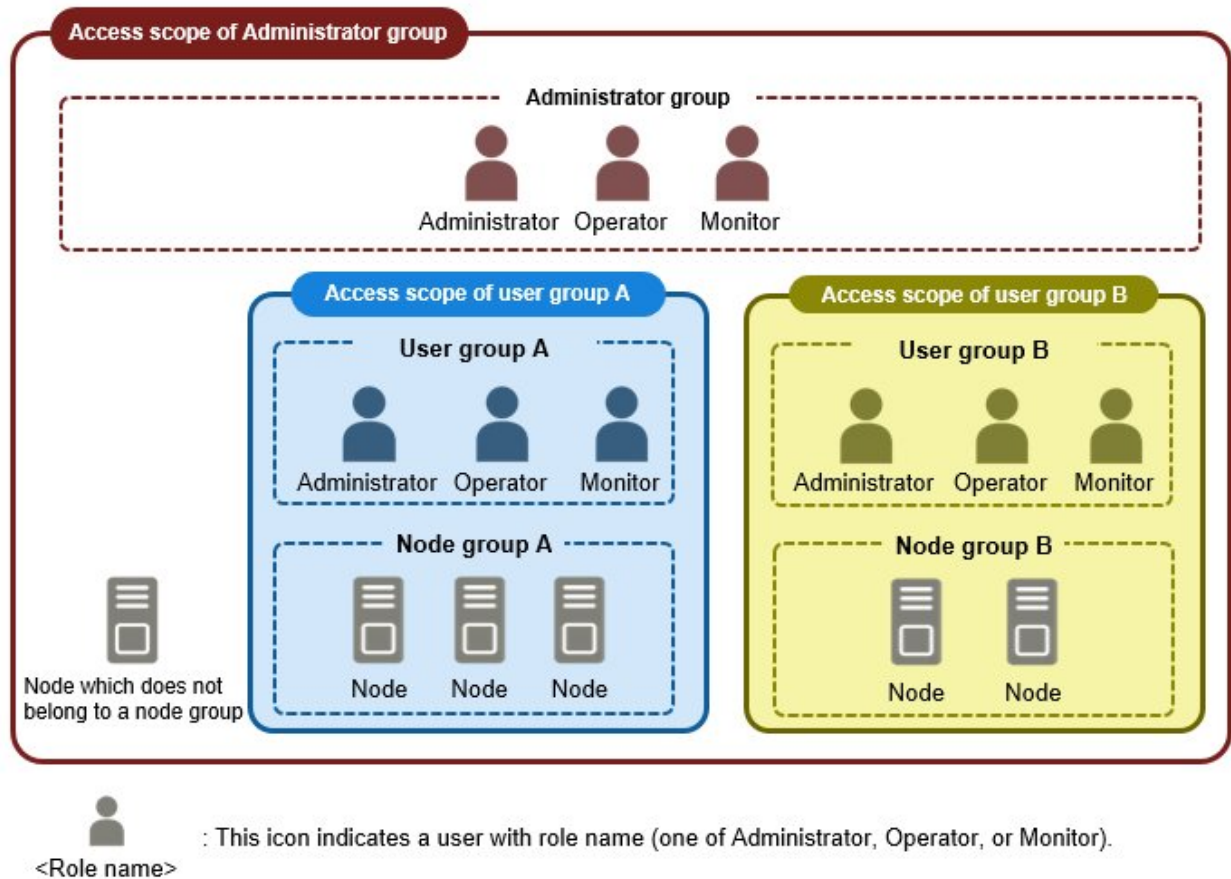 Access scope of Administrator group
Administrator group
Administrator Operator Monitor
Access scope of user group A
User group A
Administrator Operator Monitor
Node group A
Node Node Node
Access scope of user group B
User group B
Administrator Operator Monitor
Node group B
Node Node
Node which does not
belong to a node group
<Role name>
: This icon indicates a user with role name (one of Administrator, Operator, or Monitor).